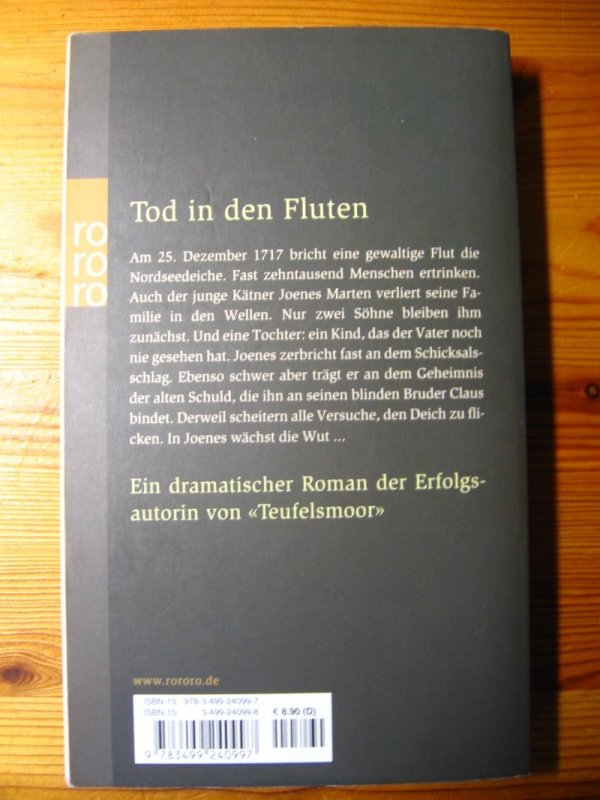 ro
ro
ro
Tod in den Fluten
Am 25. Dezember 1717 bricht eine gewaltige Flut die
Nordseedeiche. Fast zehntausend Menschen ertrinken.
Auch der junge Kätner Joenes Marten verliert seine Fa-
milie in den Wellen. Nur zwei Söhne bleiben ihm
zunächst. Und eine Tochter: ein Kind, das der Vater noch
nie gesehen hat. Joenes zerbricht fast an dem Schicksals-
schlag. Ebenso schwer aber trägt er an dem Geheimnis
der alten Schuld, die ihn an seinen blinden Bruder Claus
bindet. Derweil scheitern alle Versuche, den Deich zu fli-
cken. In Joenes wächst die Wut ...
Ein dramatischer Roman der Erfolgs-
autorin von «Teufelsmoor»
www.rororo.de
ISBN-13: 978-3-499-24099-7
ISBN-10: 3-499-24099-8 € 8.90 (D)
9 783499 240997